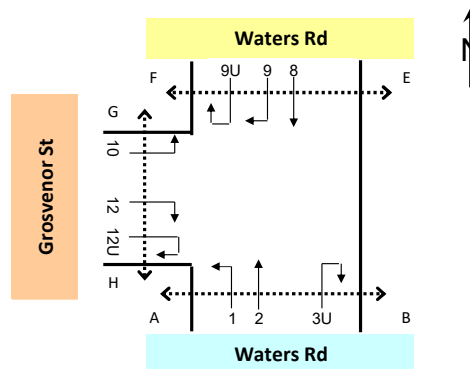 Waters Rd
N
F
9U
9
8
E
G
10
Grosvenor St
12
12U
H
A
1
2
3U
B
Waters Rd